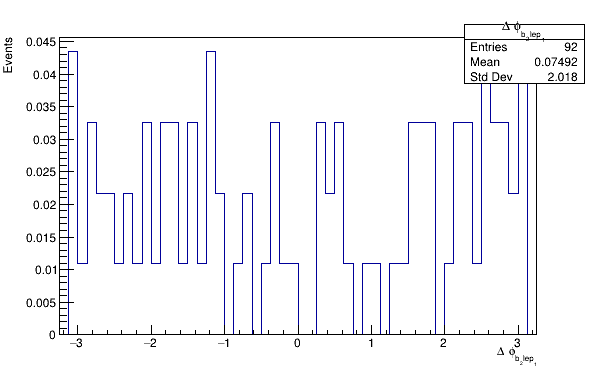 Δ ϕ_b₂lep₁
Entries 92
Mean 0.07492
Std Dev 2.018
Events
0.045
0.04
0.035
0.03
0.025
0.02
0.015
0.01
0.005
0
−3 −2 −1 0 1 2 3
Δ ϕ_b₂lep₁